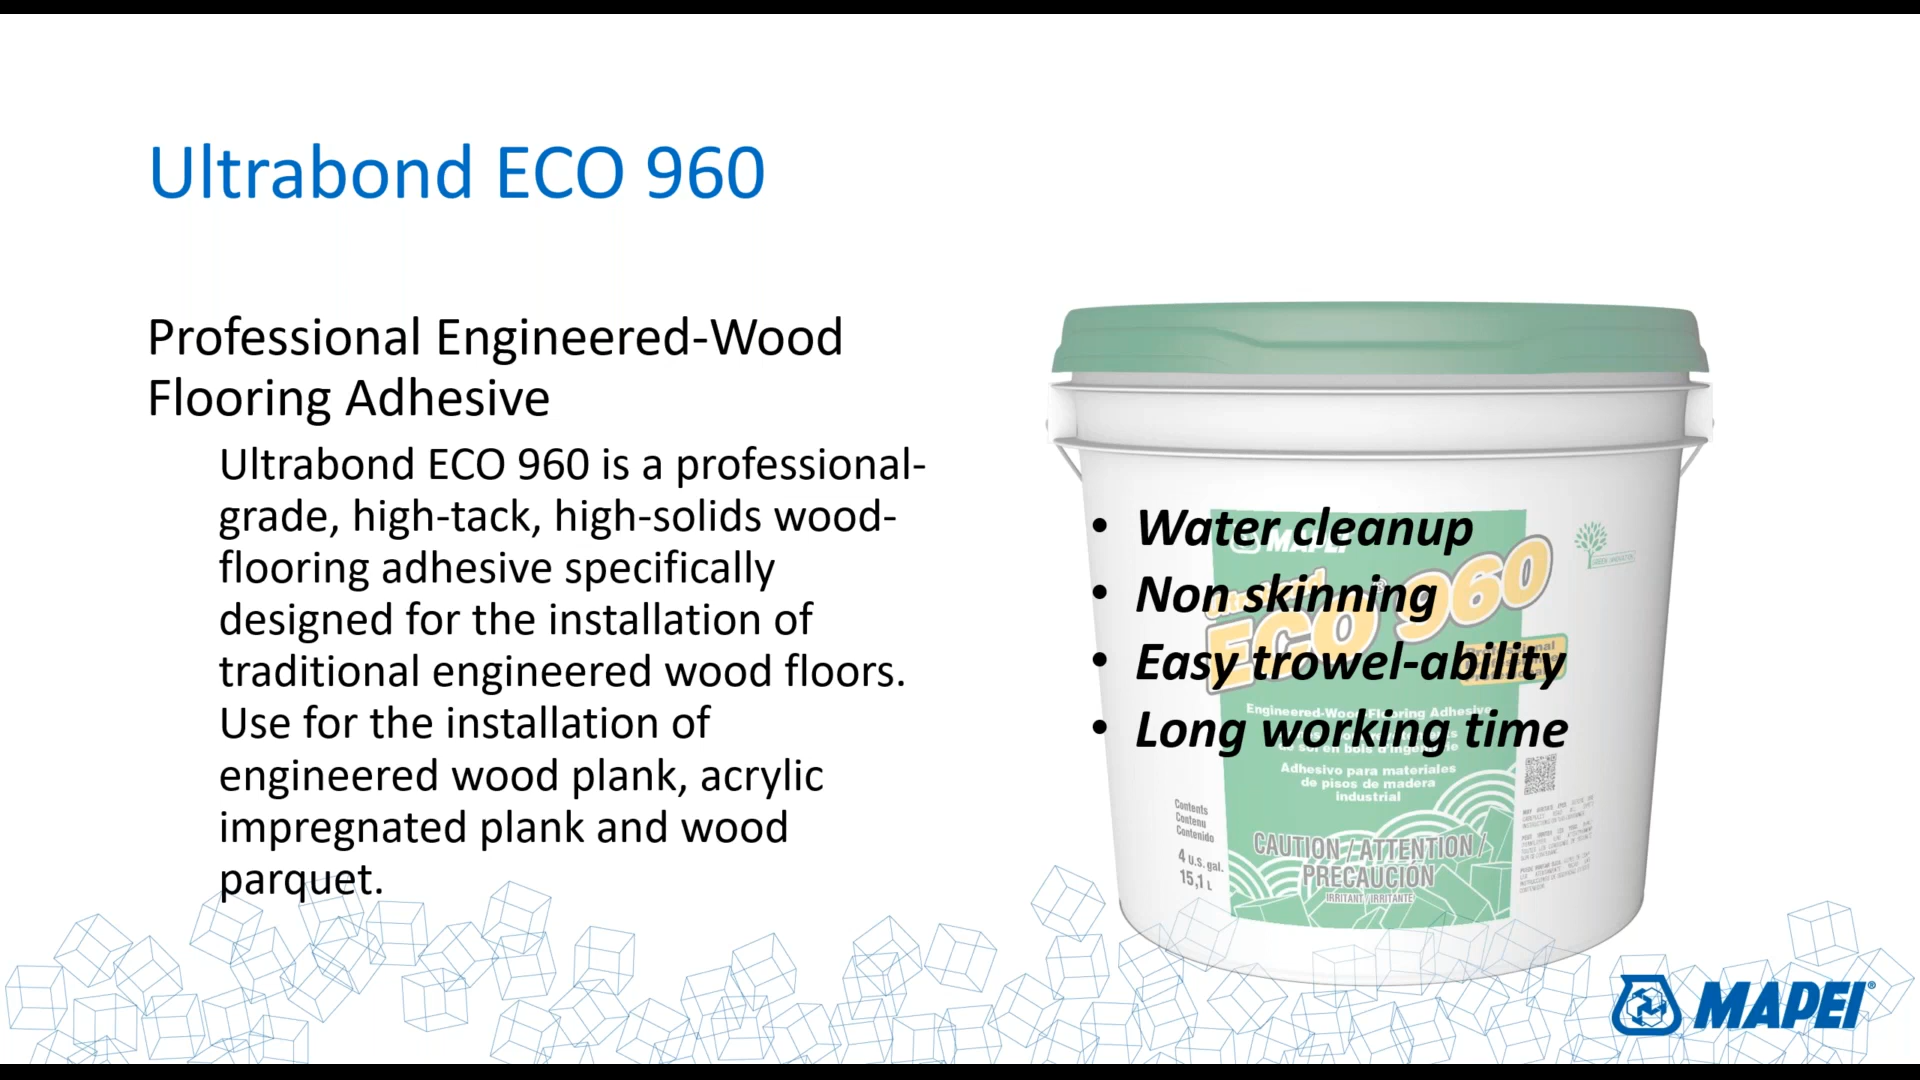 Ultrabond ECO 960
Professional Engineered-Wood
Flooring Adhesive
Ultrabond ECO 960 is a professional-
grade, high-tack, high-solids wood-
flooring adhesive specifically
designed for the installation of
traditional engineered wood floors.
Use for the installation of
engineered wood plank, acrylic
impregnated plank and wood
parquet.
• Water cleanup
• Non skinning
• Easy trowel-ability
• Long working time
MAPEI
ECO 960
Engineered-Wood-Flooring Adhesive
Adhesivo para materiales
de pisos de madera
industrial
Contents
Contenu
Contenido
4 U.S. gal.
15,1 L
CAUTION / ATTENTION /
PRECAUCIÓN
IRRITANT / IRRITANTE
MAPEI®